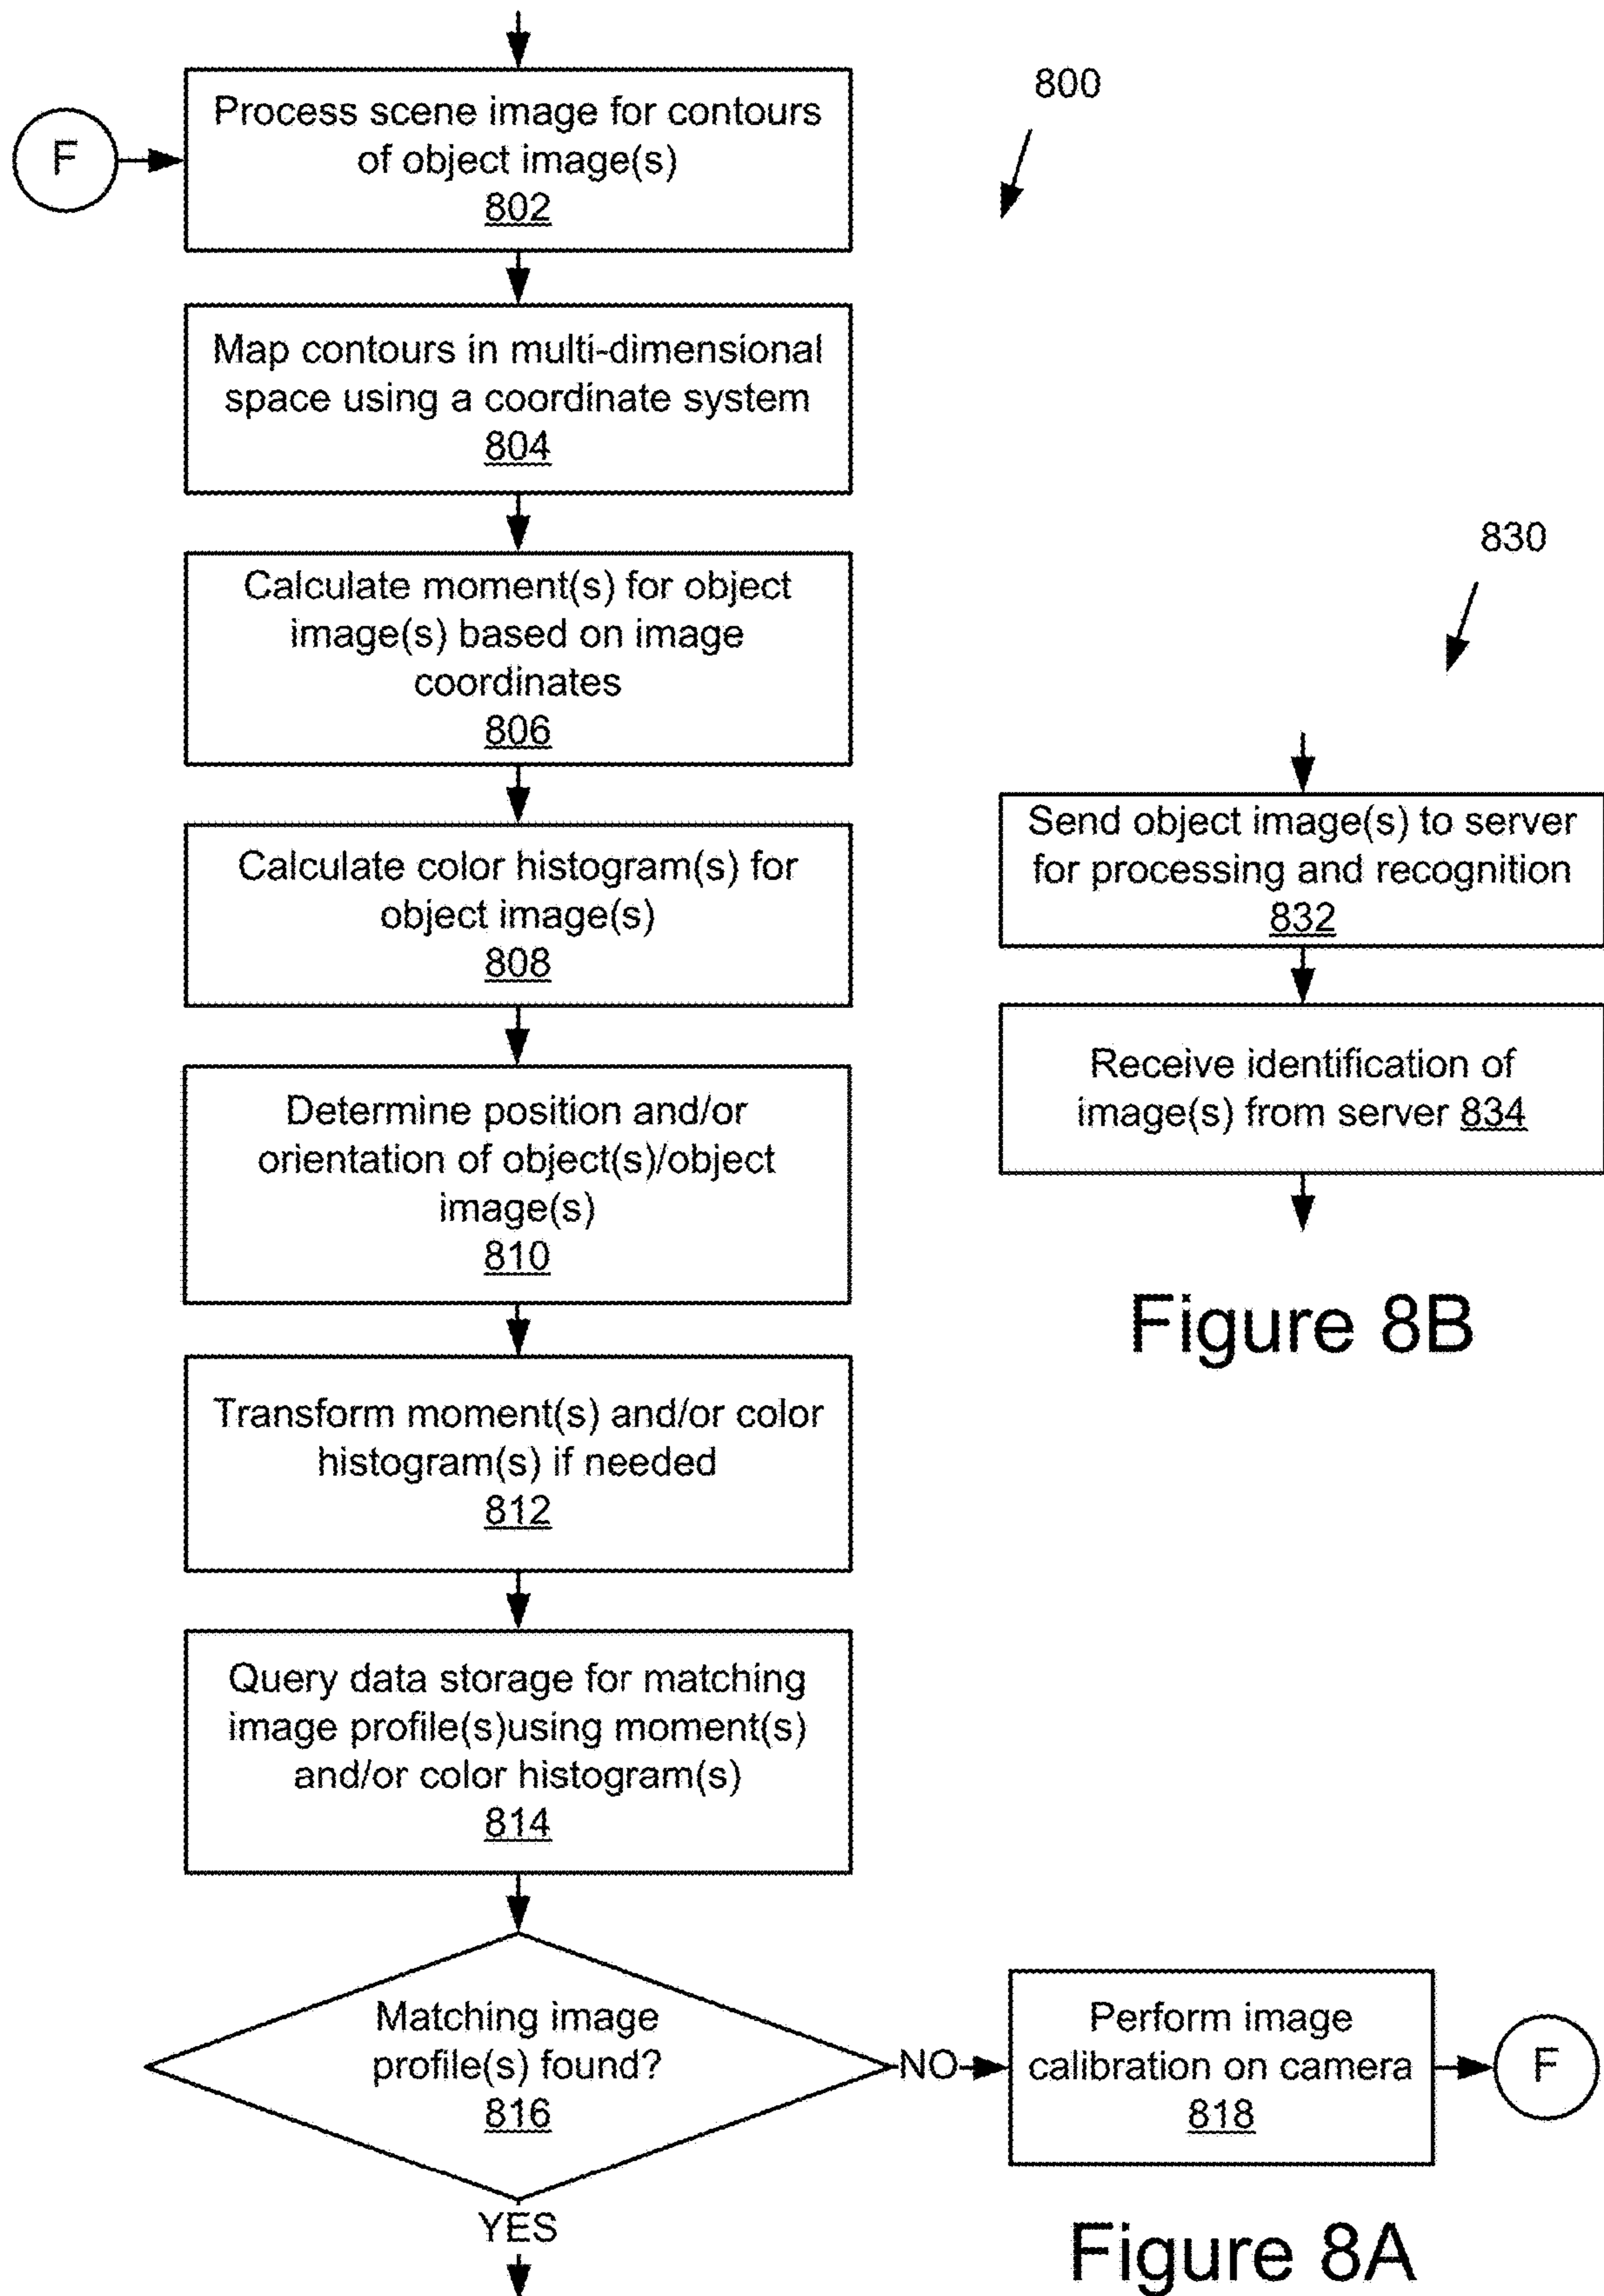 800
Process scene image for contours
of object image(s)
802
F
Map contours in multi-dimensional
space using a coordinate system
804
Calculate moment(s) for object
image(s) based on image
coordinates
806
Calculate color histogram(s) for
object image(s)
808
Determine position and/or
orientation of object(s)/object
image(s)
810
Transform moment(s) and/or color
histogram(s) if needed
812
Query data storage for matching
image profile(s)using moment(s)
and/or color histogram(s)
814
Matching image
profile(s) found?
816
NO
Perform image
calibration on camera
818
F
YES
Figure 8A
830
Send object image(s) to server
for processing and recognition
832
Receive identification of
image(s) from server 834
Figure 8B